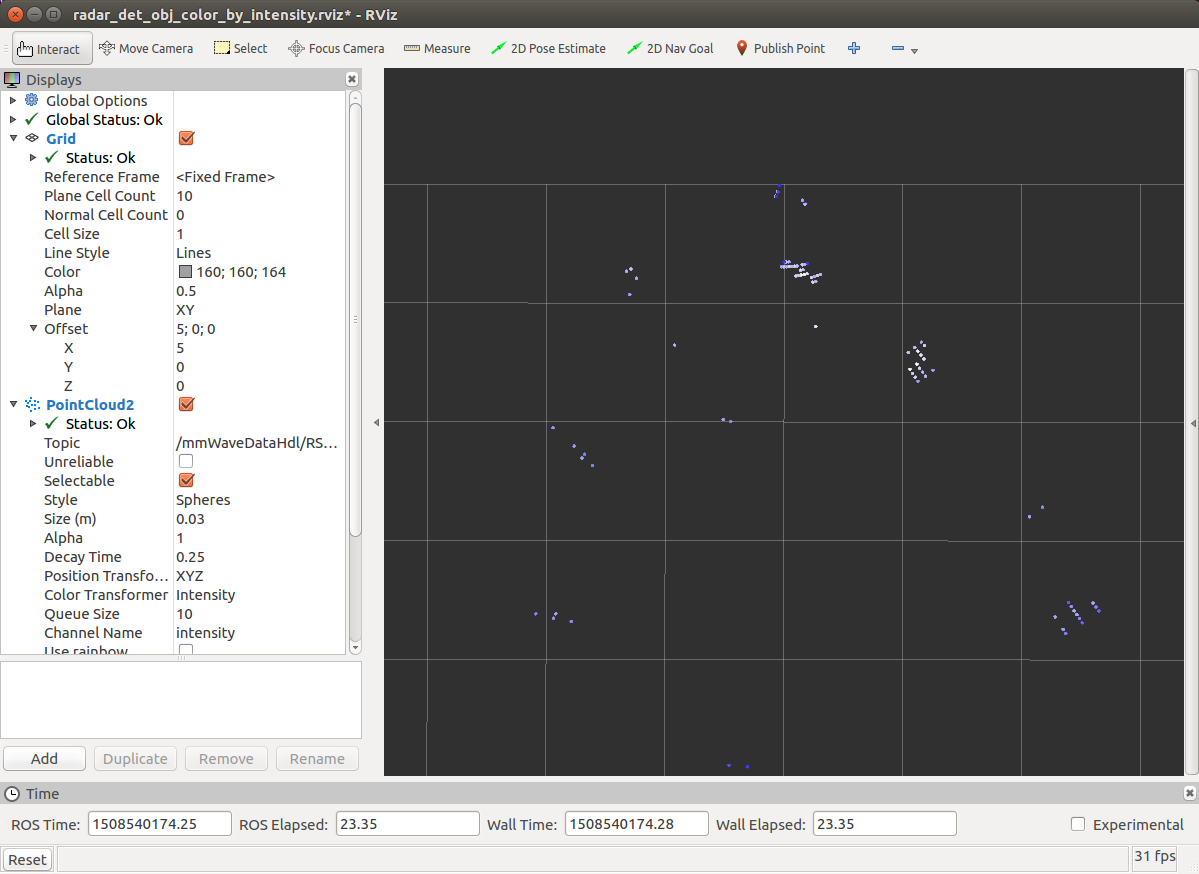 radar_det_obj_color_by_intensity.rviz* - RViz
Interact Move Camera Select Focus Camera Measure 2D Pose Estimate 2D Nav Goal Publish Point
Displays
Global Options
Global Status: Ok
Grid
Status: Ok
Reference Frame <Fixed Frame>
Plane Cell Count 10
Normal Cell Count 0
Cell Size 1
Line Style Lines
Color 160; 160; 164
Alpha 0.5
Plane XY
Offset 5; 0; 0
X 5
Y 0
Z 0
PointCloud2
Status: Ok
Topic /mmWaveDataHdl/RS...
Unreliable
Selectable
Style Spheres
Size (m) 0.03
Alpha 1
Decay Time 0.25
Position Transfo... XYZ
Color Transformer Intensity
Queue Size 10
Channel Name intensity
Use rainbow
Add Duplicate Remove Rename
Time
ROS Time: 1508540174.25 ROS Elapsed: 23.35 Wall Time: 1508540174.28 Wall Elapsed: 23.35 Experimental
Reset 31 fps